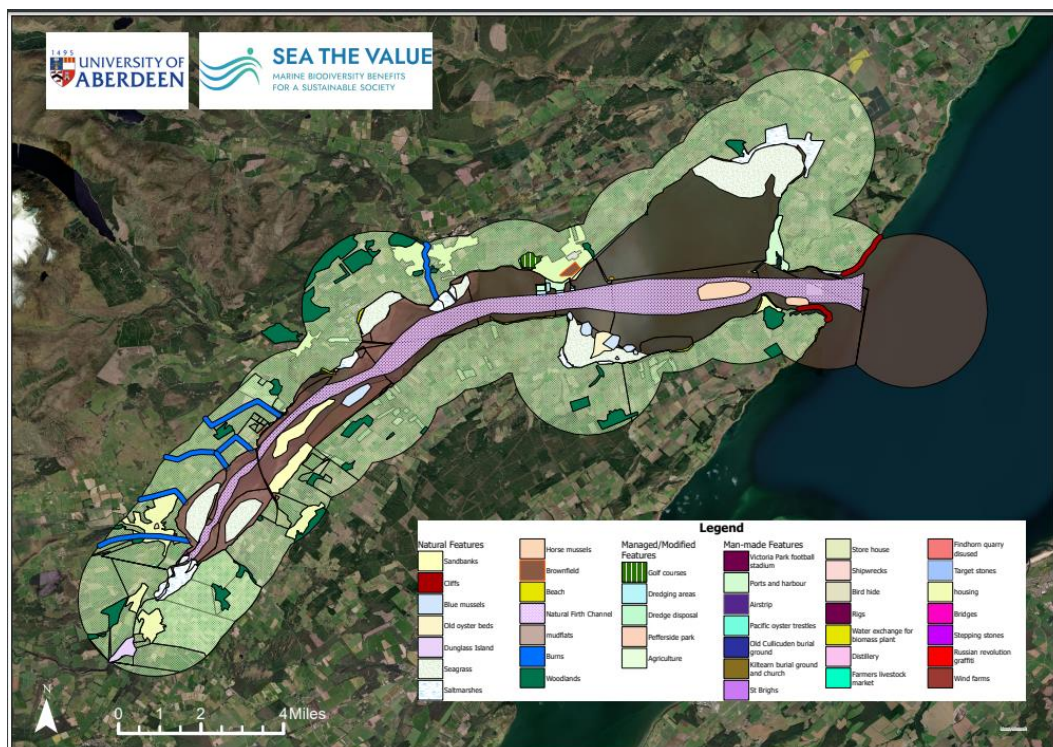 1495
UNIVERSITY OF
ABERDEEN
SEA THE VALUE
MARINE BIODIVERSITY BENEFITS
FOR A SUSTAINABLE SOCIETY
Legend
Natural Features
Sandbanks
Cliffs
Blue mussels
Old oyster beds
Dunglass Island
Seagrass
Saltmarshes
Horse mussels
Brownfield
Beach
Natural Firth Channel
mudflats
Burns
Woodlands
Managed/Modified
Features
Golf courses
Dredging areas
Dredge disposal
Pefferside park
Agriculture
Man-made Features
Victoria Park football
stadium
Ports and harbour
Airstrip
Pacific oyster trestles
Old Cullicuden burial
ground
Kiltearn burial ground
and church
St Brighs
Store house
Shipwrecks
Bird hide
Rigs
Water exchange for
biomass plant
Distillery
Farmers livestock
market
Findhorn quarry
disused
Target stones
housing
Bridges
Stepping stones
Russian revolution
graffiti
Wind farms
N
0 1 2 4 Miles